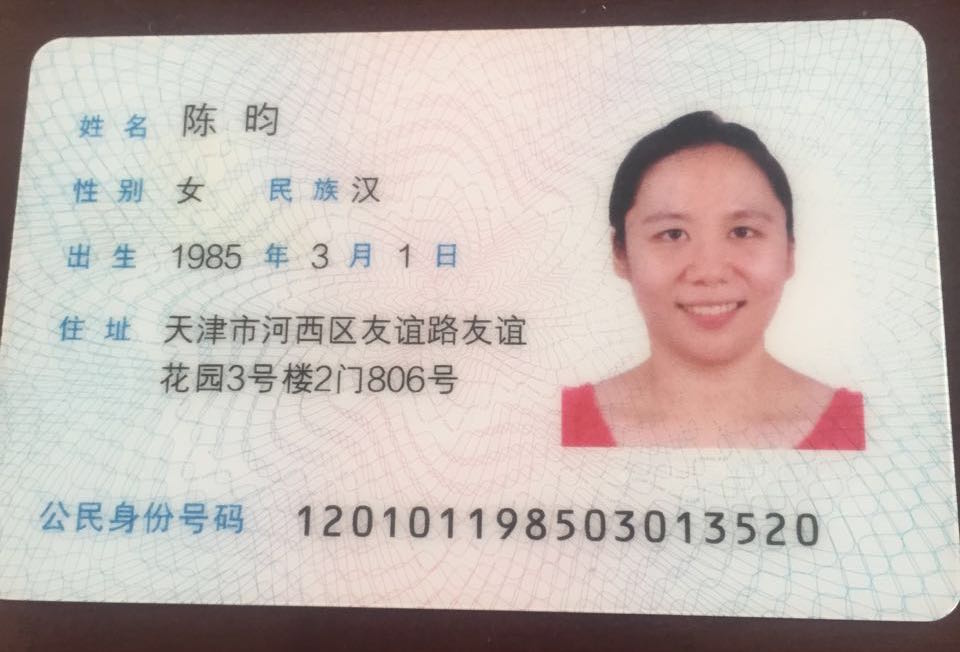 姓名 陈昀
性别 女 民族 汉
出生 1985 年 3 月 1 日
住址 天津市河西区友谊路友谊
花园3号楼2门806号
公民身份号码 120101198503013520